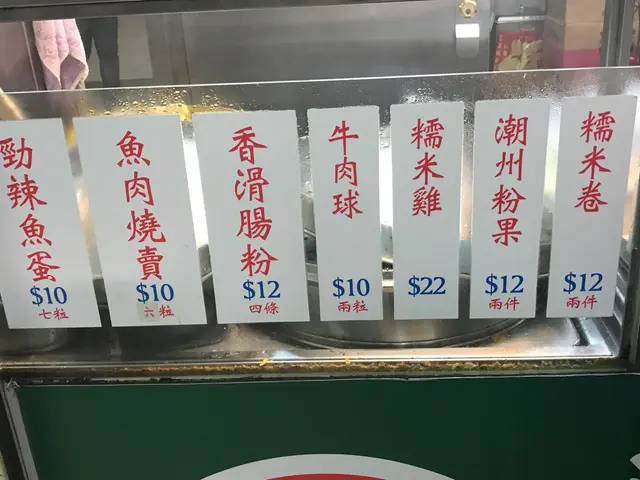 勁辣魚蛋
$10
七粒
魚肉燒賣
$10
六粒
香滑腸粉
$12
四條
牛肉球
$10
兩粒
糯米雞
$22
潮州粉果
$12
兩件
糯米卷
$12
兩件